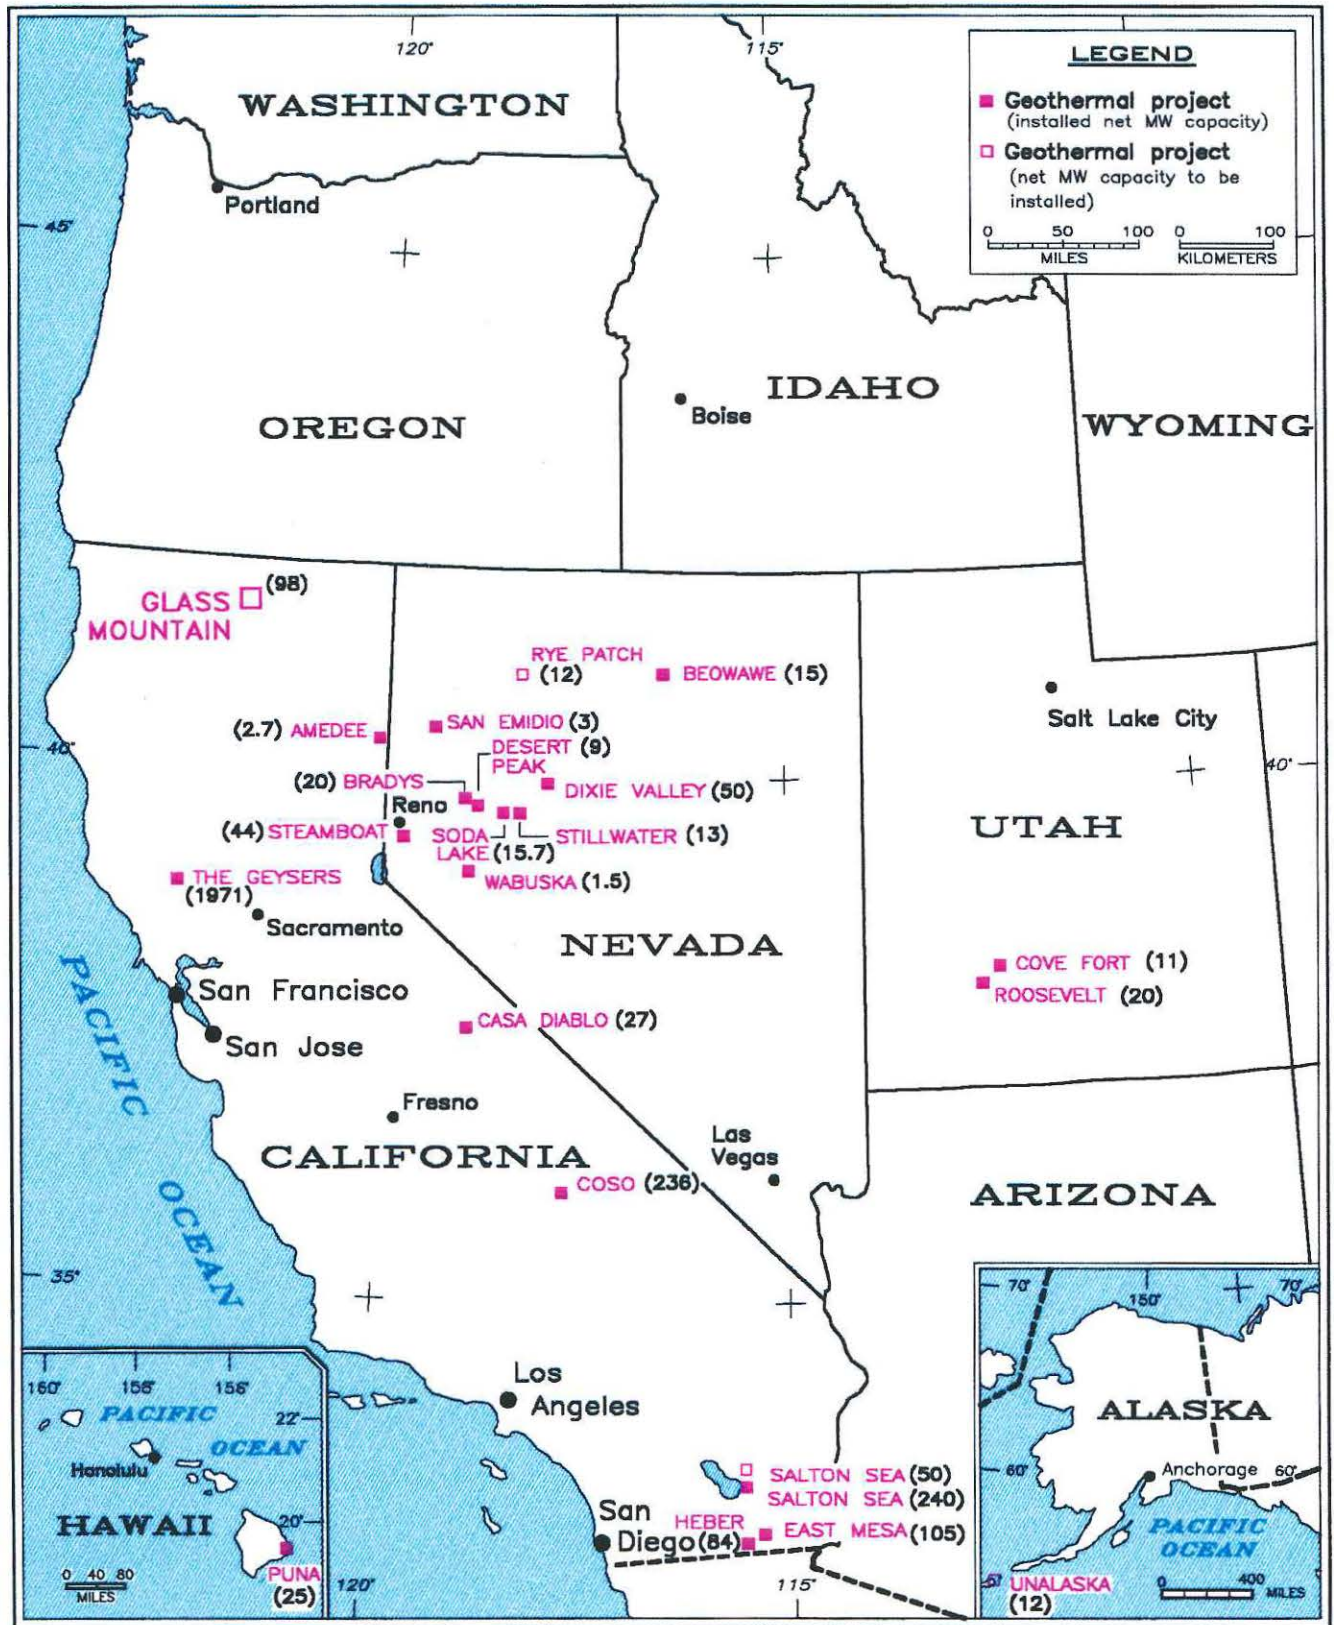 120°
115°
LEGEND
Geothermal project
(installed net MW capacity)
Geothermal project
(net MW capacity to be
installed)
0 50 100
MILES
0 100
KILOMETERS
WASHINGTON
Portland
45°
IDAHO
Boise
OREGON
WYOMING
GLASS
MOUNTAIN
(98)
RYE PATCH
(12)
BEOWAWE (15)
Salt Lake City
SAN EMIDIO (3)
(2.7) AMEDEE
40°
DESERT (9)
PEAK
40°
(20) BRADYS
DIXIE VALLEY (50)
Reno
(44) STEAMBOAT
SODA
LAKE (15.7)
STILLWATER (13)
UTAH
THE GEYSERS
(1971)
WABUSKA (1.5)
Sacramento
NEVADA
COVE FORT (11)
ROOSEVELT (20)
San Francisco
CASA DIABLO (27)
San Jose
PACIFIC
OCEAN
Fresno
CALIFORNIA
Las
Vegas
COSO (236)
ARIZONA
35°
Los
Angeles
SALTON SEA (50)
SALTON SEA (240)
San
Diego
HEBER
(84)
EAST MESA (105)
120°
115°
160° 158° 156°
PACIFIC
OCEAN
22°
Honolulu
HAWAII
20°
0 40 80
MILES
PUNA
(25)
70°
150°
70°
ALASKA
60°
Anchorage
60°
PACIFIC
OCEAN
UNALASKA
(12)
0 400 MILES